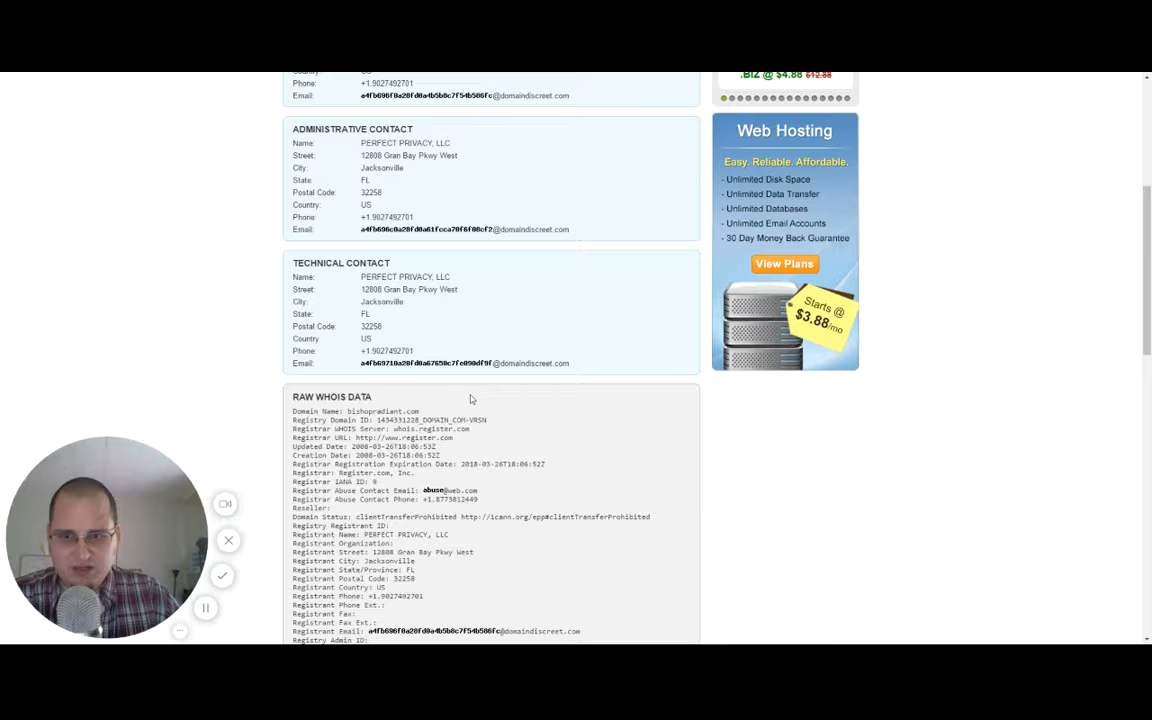 Country: US
Phone: +1.9027492701
Email: a4fb696f0a28fd0a4b5b8c7f54b586fc@domaindiscreet.com
ADMINISTRATIVE CONTACT
Name: PERFECT PRIVACY, LLC
Street: 12808 Gran Bay Pkwy West
City: Jacksonville
State: FL
Postal Code: 32258
Country: US
Phone: +1.9027492701
Email: a4fb696c0a28fd0a61fcca70f6f08cf2@domaindiscreet.com
TECHNICAL CONTACT
Name: PERFECT PRIVACY, LLC
Street: 12808 Gran Bay Pkwy West
City: Jacksonville
State: FL
Postal Code: 32258
Country US
Phone: +1.9027492701
Email: a4fb69710a28fd0a67650c7fe090df9f@domaindiscreet.com
RAW WHOIS DATA
Domain Name: bishopradiant.com
Registry Domain ID: 1434331228_DOMAIN_COM-VRSN
Registrar WHOIS Server: whois.register.com
Registrar URL: http://www.register.com
Updated Date: 2008-03-26T18:06:53Z
Creation Date: 2008-03-26T18:06:52Z
Registrar Registration Expiration Date: 2018-03-26T18:06:52Z
Registrar: Register.com, Inc.
Registrar IANA ID: 9
Registrar Abuse Contact Email: abuse@web.com
Registrar Abuse Contact Phone: +1.8773812449
Reseller:
Domain Status: clientTransferProhibited http://icann.org/epp#clientTransferProhibited
Registry Registrant ID:
Registrant Name: PERFECT PRIVACY, LLC
Registrant Organization:
Registrant Street: 12808 Gran Bay Pkwy West
Registrant City: Jacksonville
Registrant State/Province: FL
Registrant Postal Code: 32258
Registrant Country: US
Registrant Phone: +1.9027492701
Registrant Phone Ext.:
Registrant Fax:
Registrant Fax Ext.:
Registrant Email: a4fb696f0a28fd0a4b5b8c7f54b586fc@domaindiscreet.com
Registry Admin ID:
.BIZ @ $4.88 $12.88
Web Hosting
Easy. Reliable. Affordable.
- Unlimited Disk Space
- Unlimited Data Transfer
- Unlimited Databases
- Unlimited Email Accounts
- 30 Day Money Back Guarantee
View Plans
Starts @
$3.88/mo